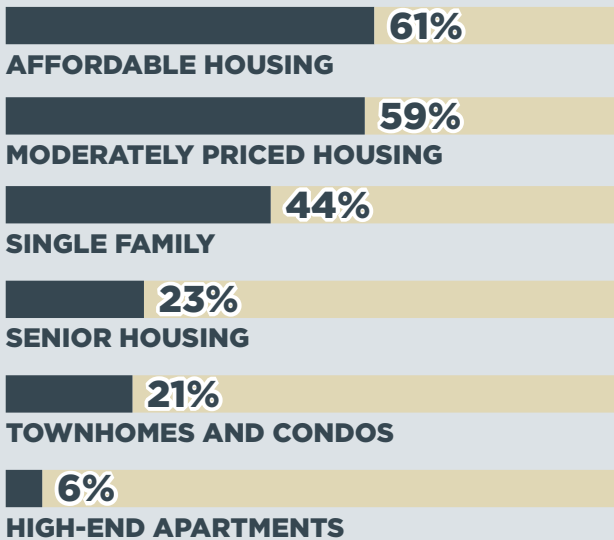 61%
AFFORDABLE HOUSING
59%
MODERATELY PRICED HOUSING
44%
SINGLE FAMILY
23%
SENIOR HOUSING
21%
TOWNHOMES AND CONDOS
6%
HIGH-END APARTMENTS